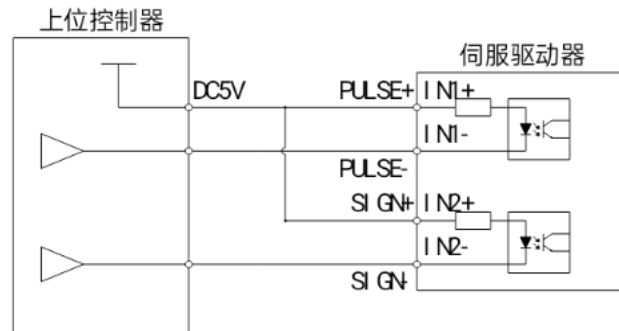 上位控制器
伺服驱动器
DC5V
PULSE+ IN1+
IN1-
PULSE-
SIGN+ IN2+
IN2-
SIGN-